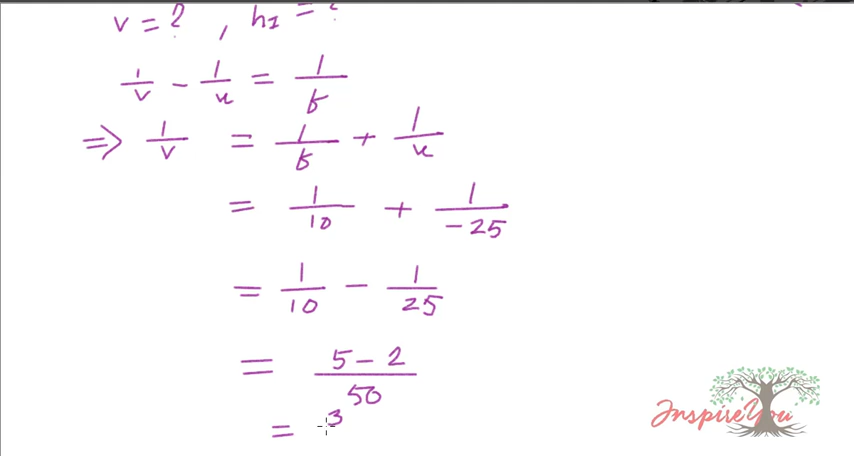 v = ? , h₂ = ?
1/v - 1/u = 1/f
⇒ 1/v = 1/f + 1/u
= 1/10 + 1/-25
= 1/10 - 1/25
= 5-2/50
= 3
InspireYou